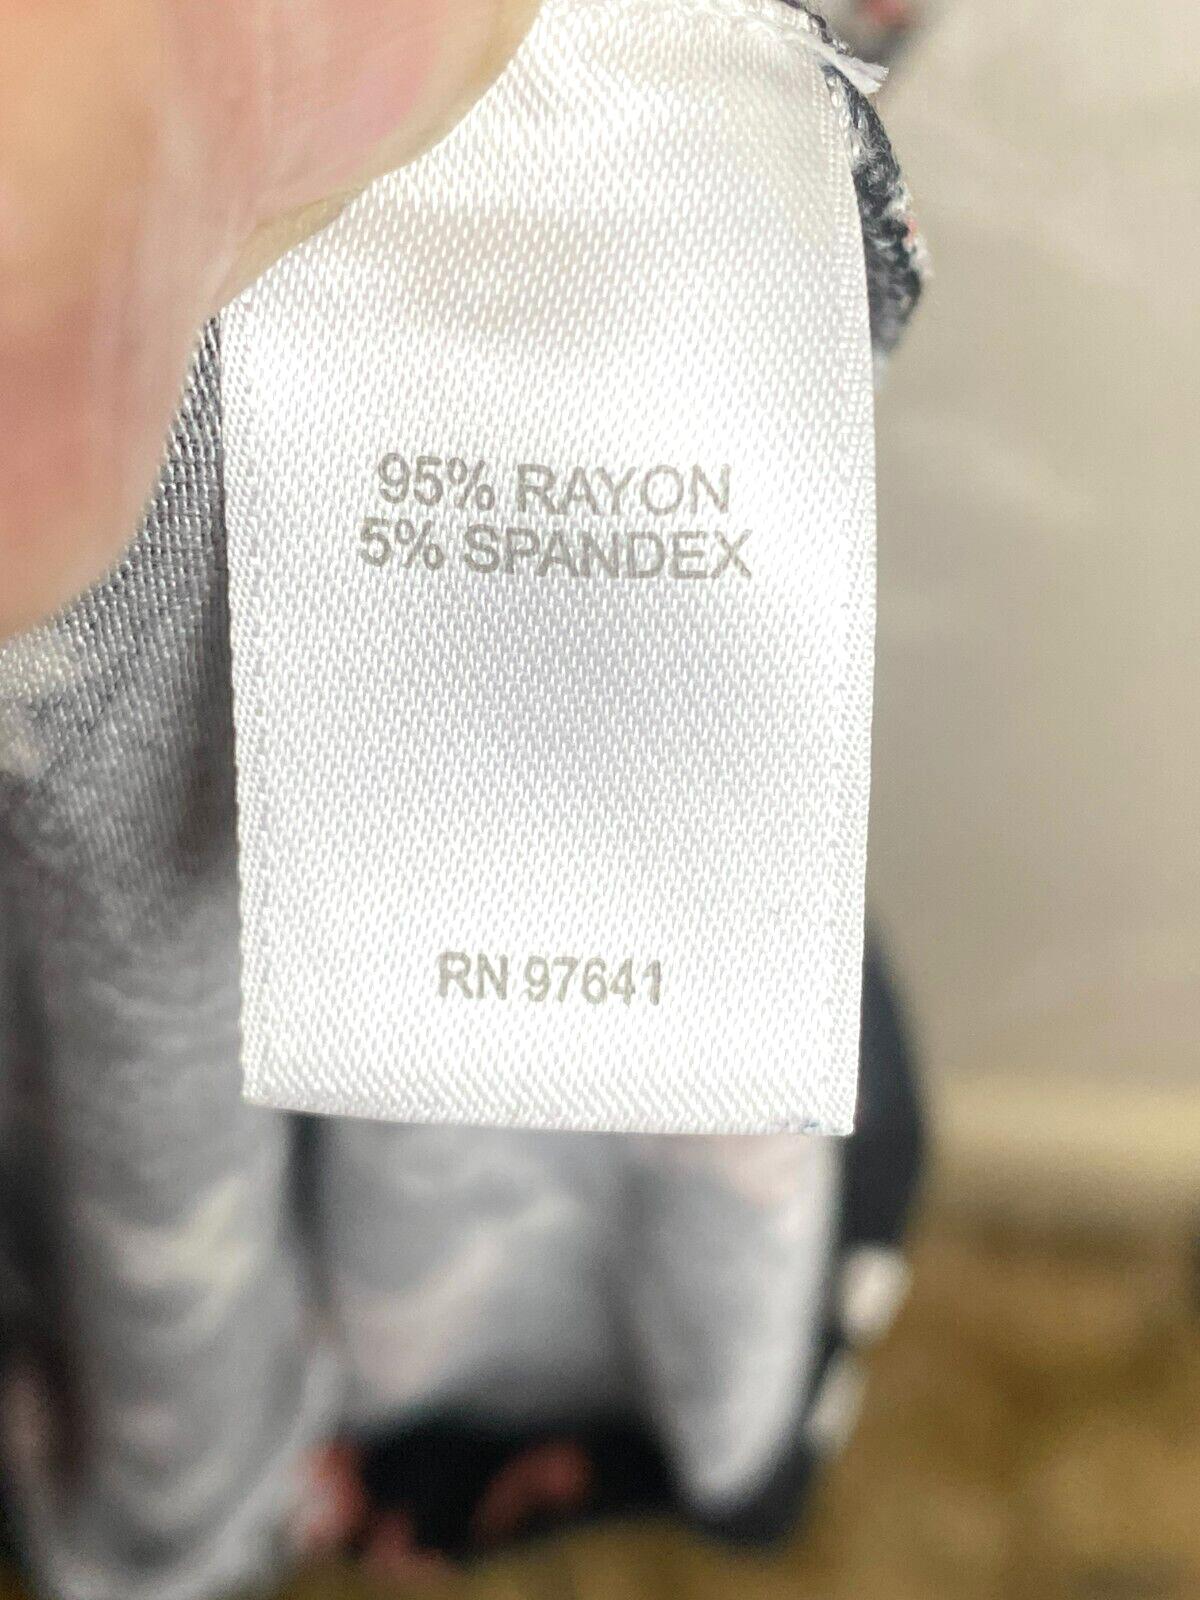 95% RAYON
5% SPANDEX
RN 97641